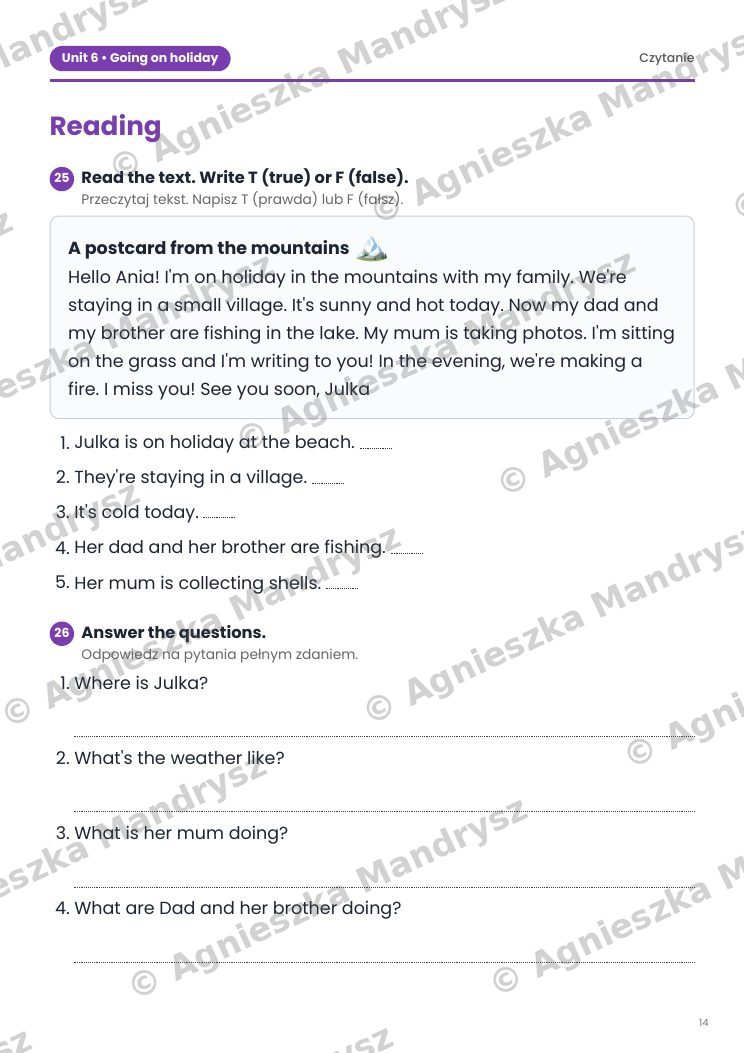 Unit 6 • Going on holiday
Czytanie
Reading
25 Read the text. Write T (true) or F (false).
Przeczytaj tekst. Napisz T (prawda) lub F (fałsz).
A postcard from the mountains
Hello Ania! I'm on holiday in the mountains with my family. We're
staying in a small village. It's sunny and hot today. Now my dad and
my brother are fishing in the lake. My mum is taking photos. I'm sitting
on the grass and I'm writing to you! In the evening, we're making a
fire. I miss you! See you soon, Julka
1. Julka is on holiday at the beach.
2. They're staying in a village.
3. It's cold today.
4. Her dad and her brother are fishing.
5. Her mum is collecting shells.
26 Answer the questions.
Odpowiedz na pytania pełnym zdaniem.
1. Where is Julka?
2. What's the weather like?
3. What is her mum doing?
4. What are Dad and her brother doing?
14
© Agnieszka Mandrysz